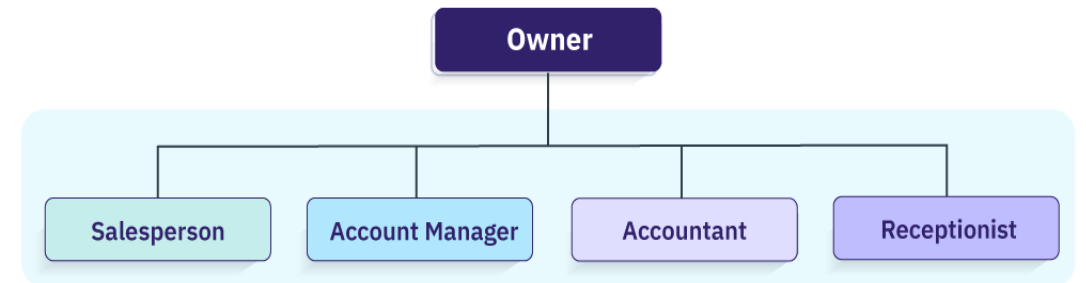 Owner
Salesperson
Account Manager
Accountant
Receptionist